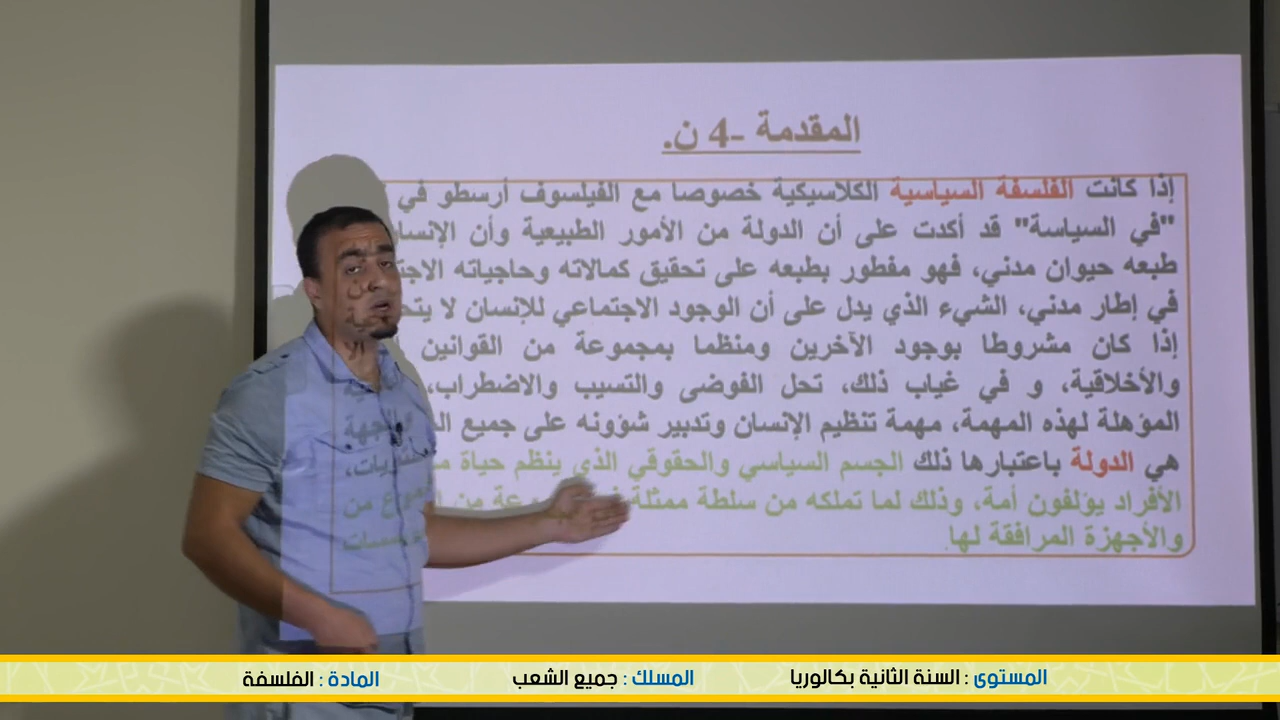 المقدمة -4 ن.
إذا كانت الفلسفة السياسية الكلاسيكية خصوصا مع الفيلسوف أرسطو في
"في السياسة" قد أكدت على أن الدولة من الأمور الطبيعية وأن
طبعه حيوان مدني، فهو مفطور بطبعه على تحقيق كمالاته وحاجياته
في إطار مدني، الشيء الذي يدل على أن الوجود الاجتماعي للإنسان لا
إذا كان مشروطا بوجود الآخرين ومنظما بمجموعة من القوانين
والأخلاقية، و في غياب ذلك، تحل الفوضى والتسيب والاضطراب،
المؤهلة لهذه المهمة، مهمة تنظيم الإنسان وتدبير شؤونه على جميع
هي الدولة باعتبارها ذلك الجسم السياسي والحقوقي الذي ينظم حياة
الأفراد يؤلفون أمة، وذلك لما تملكه من سلطة ممثلة من
والأجهزة المرافقة لها.
المستوى : السنة الثانية بكالوريا المسلك : جميع الشعب المادة : الفلسفة